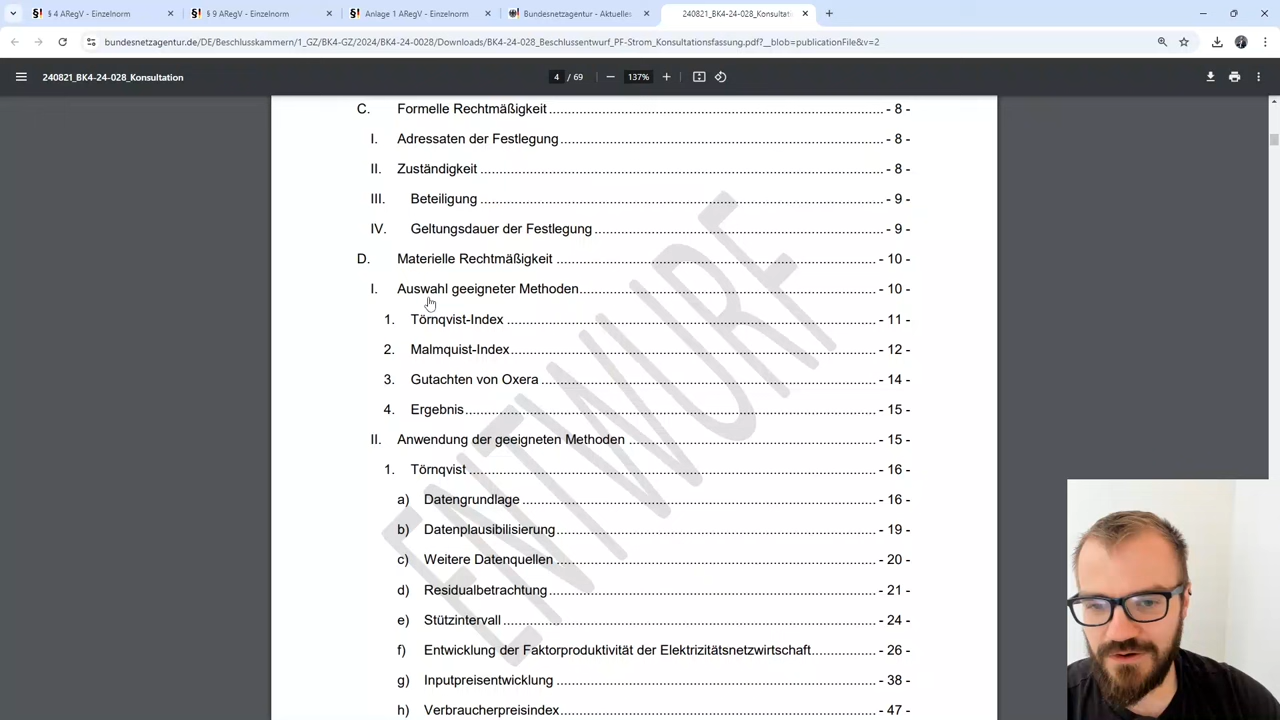 § 4 ARegV - Einzelnorm
§ 9 ARegV - Einzelnorm
Anlage 1 ARegV - Einzelnorm
Bundesnetzagentur - Aktuelles
240821_BK4-24-028_Konsultati
bundesnetzagentur.de/DE/Beschlusskammern/1_GZ/BK4-GZ/2024/BK4-24-0028/Downloads/BK4-24-028_Beschlussentwurf_PF-Strom_Konsultationsfassung.pdf?__blob=publicationFile&v=2
240821_BK4-24-028_Konsultation
4 / 69
137%
C. Formelle Rechtmäßigkeit - 8 -
I. Adressaten der Festlegung - 8 -
II. Zuständigkeit - 8 -
III. Beteiligung - 9 -
IV. Geltungsdauer der Festlegung - 9 -
D. Materielle Rechtmäßigkeit - 10 -
I. Auswahl geeigneter Methoden - 10 -
1. Törnqvist-Index - 11 -
2. Malmquist-Index - 12 -
3. Gutachten von Oxera - 14 -
4. Ergebnis - 15 -
II. Anwendung der geeigneten Methoden - 15 -
1. Törnqvist - 16 -
a) Datengrundlage - 16 -
b) Datenplausibilisierung - 19 -
c) Weitere Datenquellen - 20 -
d) Residualbetrachtung - 21 -
e) Stützintervall - 24 -
f) Entwicklung der Faktorproduktivität der Elektrizitätsnetzwirtschaft - 26 -
g) Inputpreisentwicklung - 38 -
h) Verbraucherpreisindex - 47 -
ENTWURF